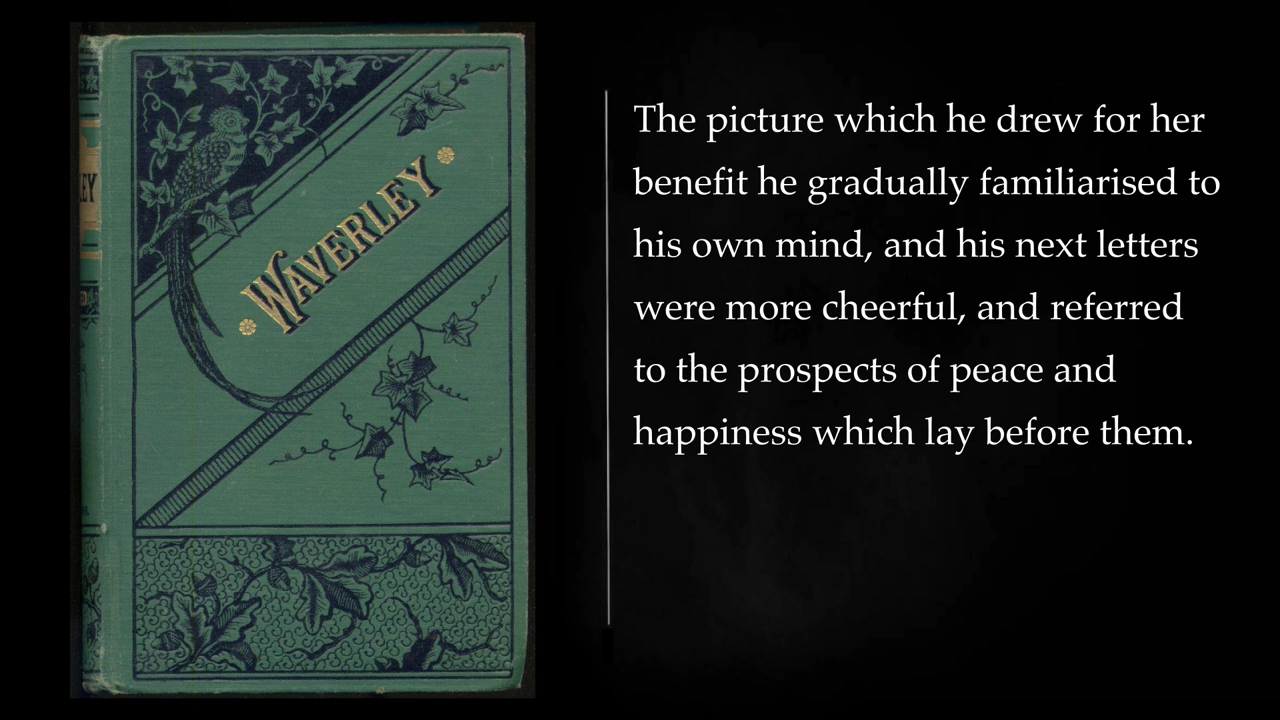 WAVERLEY
The picture which he drew for her
benefit he gradually familiarised to
his own mind, and his next letters
were more cheerful, and referred
to the prospects of peace and
happiness which lay before them.